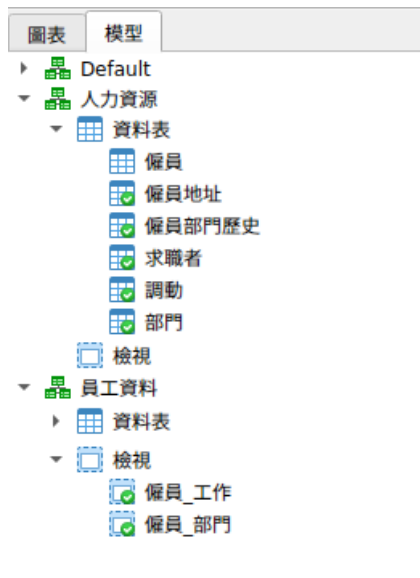 圖表 模型
Default
人力資源
資料表
僱員
僱員地址
僱員部門歷史
求職者
調動
部門
檢視
員工資料
資料表
檢視
僱員_工作
僱員_部門